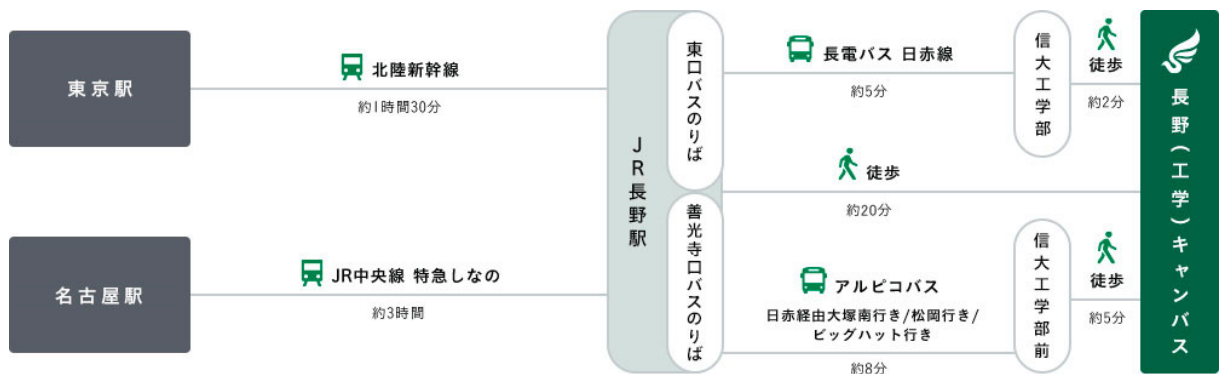 東京駅
北陸新幹線
約1時間30分
名古屋駅
JR中央線 特急しなの
約3時間
JR長野駅
東口バスのりば
善光寺口バスのりば
長電バス 日赤線
約5分
信大工学部
徒歩
約2分
徒歩
約20分
アルピコバス
日赤経由大塚南行き/松岡行き/
ビッグハット行き
約8分
信大工学部前
徒歩
約5分
長野(工学)キャンパス